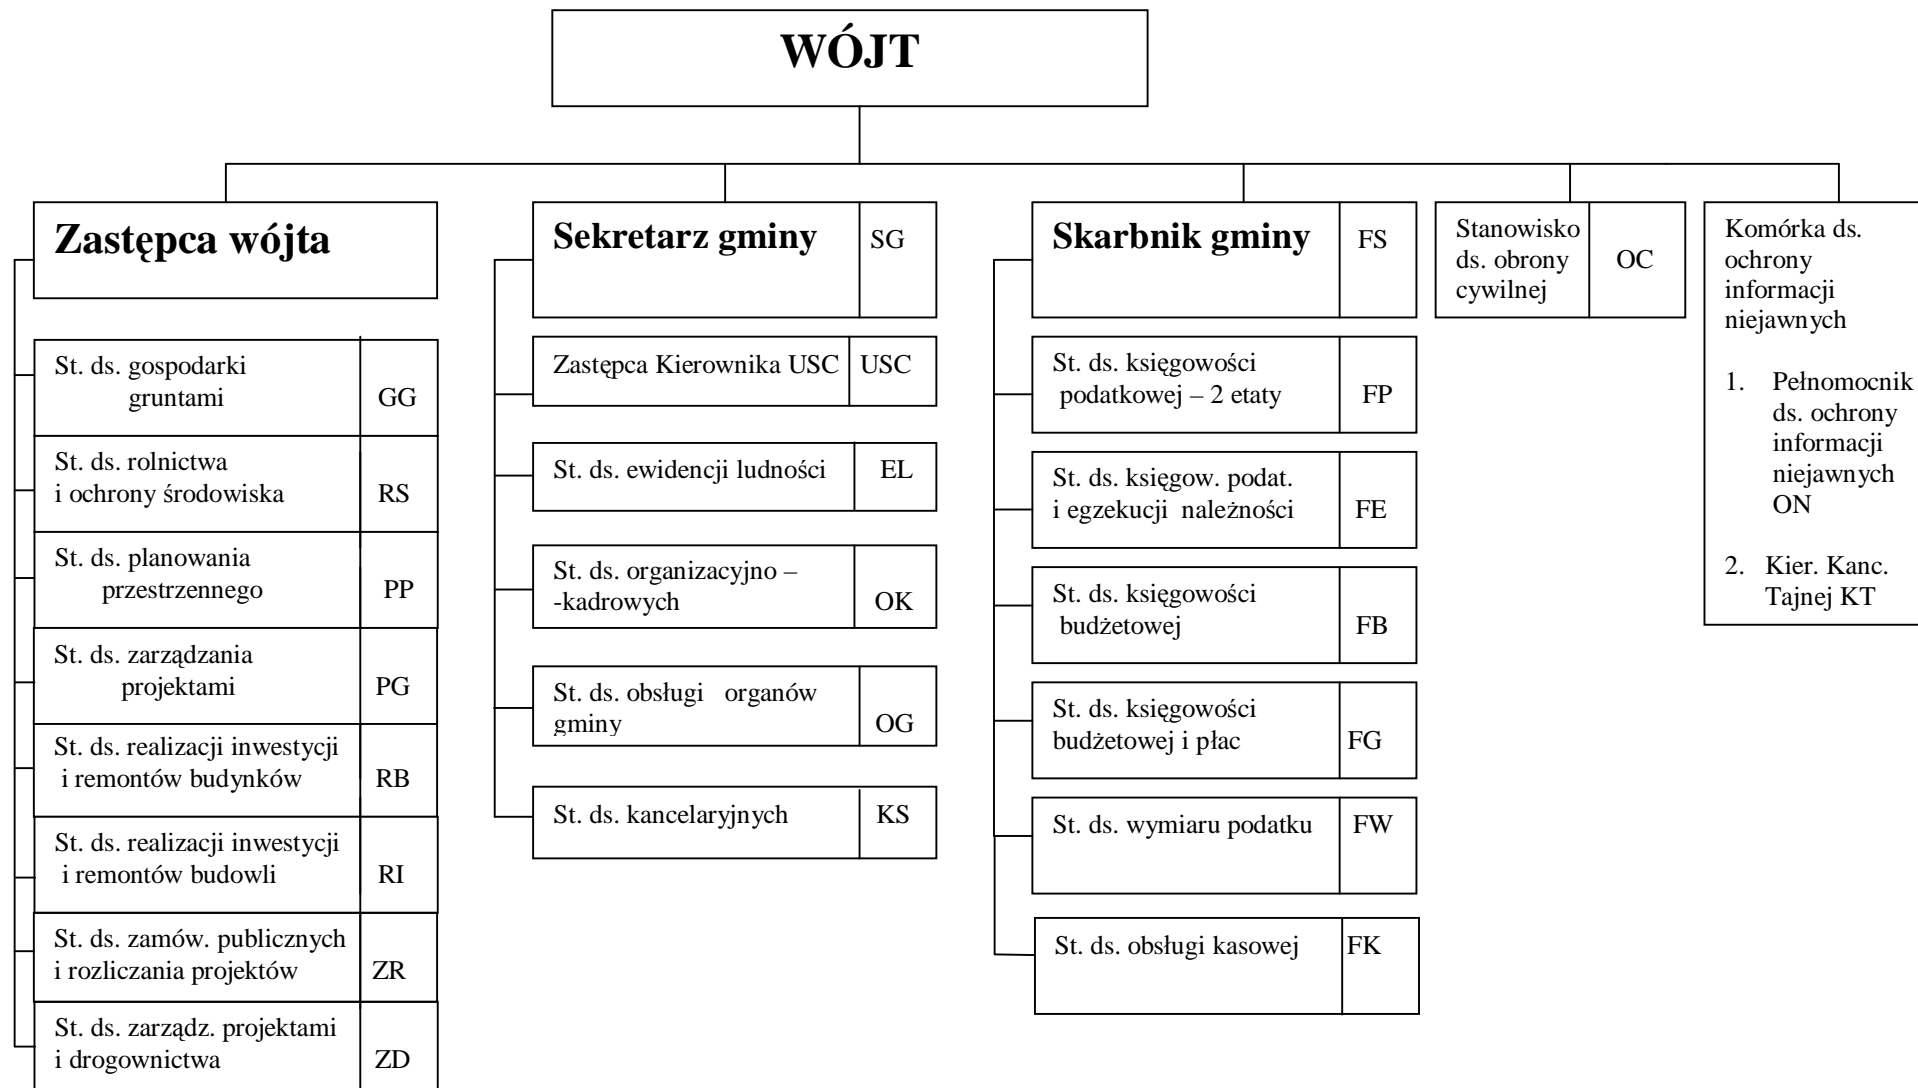 WÓJT
Zastępca wójta
St. ds. gospodarki
gruntami
GG
St. ds. rolnictwa
i ochrony środowiska
RS
St. ds. planowania
przestrzennego
PP
St. ds. zarządzania
projektami
PG
St. ds. realizacji inwestycji
i remontów budynków
RB
St. ds. realizacji inwestycji
i remontów budowli
RI
St. ds. zamów. publicznych
i rozliczania projektów
ZR
St. ds. zarządz. projektami
i drogownictwa
ZD
Sekretarz gminy
SG
Zastępca Kierownika USC
USC
St. ds. ewidencji ludności
EL
St. ds. organizacyjno –
-kadrowych
OK
St. ds. obsługi organów
gminy
OG
St. ds. kancelaryjnych
KS
Skarbnik gminy
FS
St. ds. księgowości
podatkowej – 2 etaty
FP
St. ds. księgow. podat.
i egzekucji należności
FE
St. ds. księgowości
budżetowej
FB
St. ds. księgowości
budżetowej i płac
FG
St. ds. wymiaru podatku
FW
St. ds. obsługi kasowej
FK
Stanowisko
ds. obrony
cywilnej
OC
Komórka ds.
ochrony
informacji
niejawnych
1. Pełnomocnik
ds. ochrony
informacji
niejawnych
ON
2. Kier. Kanc.
Tajnej KT